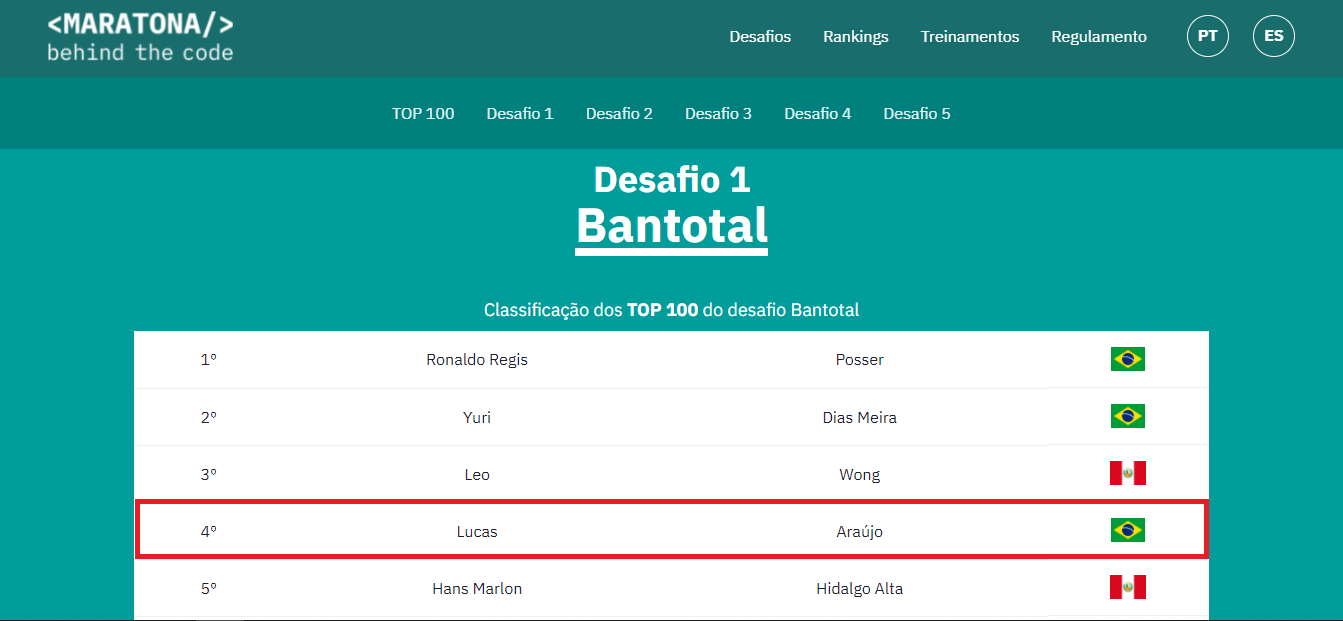 <MARATONA/>
behind the code
Desafios Rankings Treinamentos Regulamento PT ES
TOP 100 Desafio 1 Desafio 2 Desafio 3 Desafio 4 Desafio 5
Desafio 1
Bantotal
Classificação dos TOP 100 do desafio Bantotal
1º Ronaldo Regis Posser
2º Yuri Dias Meira
3º Leo Wong
4º Lucas Araújo
5º Hans Marlon Hidalgo Alta